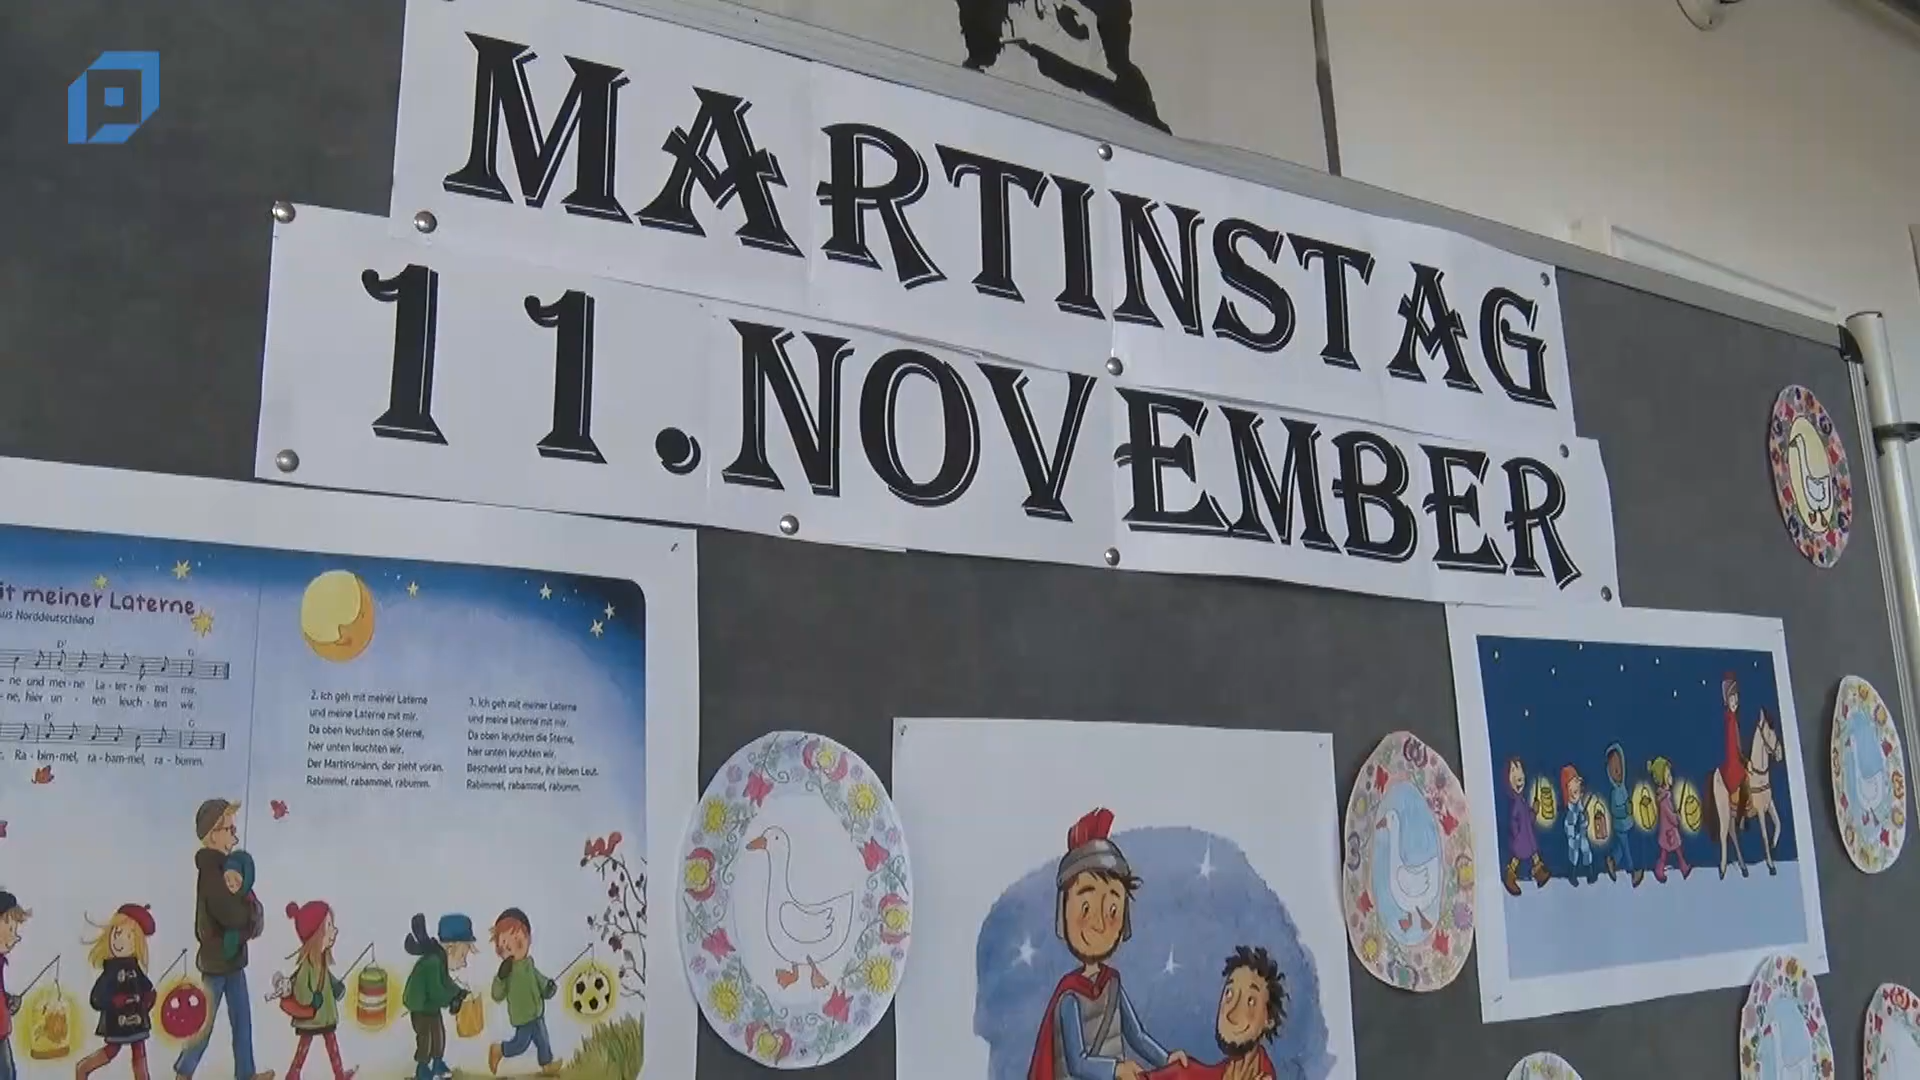 MARTINSTAG
11.NOVEMBER
it meiner Laterne
us Norddeutschland
D' G
ne und mei - ne La - ter - ne mit mir.
ne, hier un - ten leuch - ten wir.
D' G
Ra - bim-mel, ra - bam-mel, ra - bumm.
2. Ich geh mit meiner Laterne
und meine Laterne mit mir.
Da oben leuchten die Sterne,
hier unten leuchten wir.
Der Martinsmann, der zieht voran.
Rabimmel, rabammel, rabumm.
3. Ich geh mit meiner Laterne
und meine Laterne mit mir.
Da oben leuchten die Sterne,
hier unten leuchten wir.
Beschenkt uns heut, ihr lieben Leut.
Rabimmel, rabammel, rabumm.